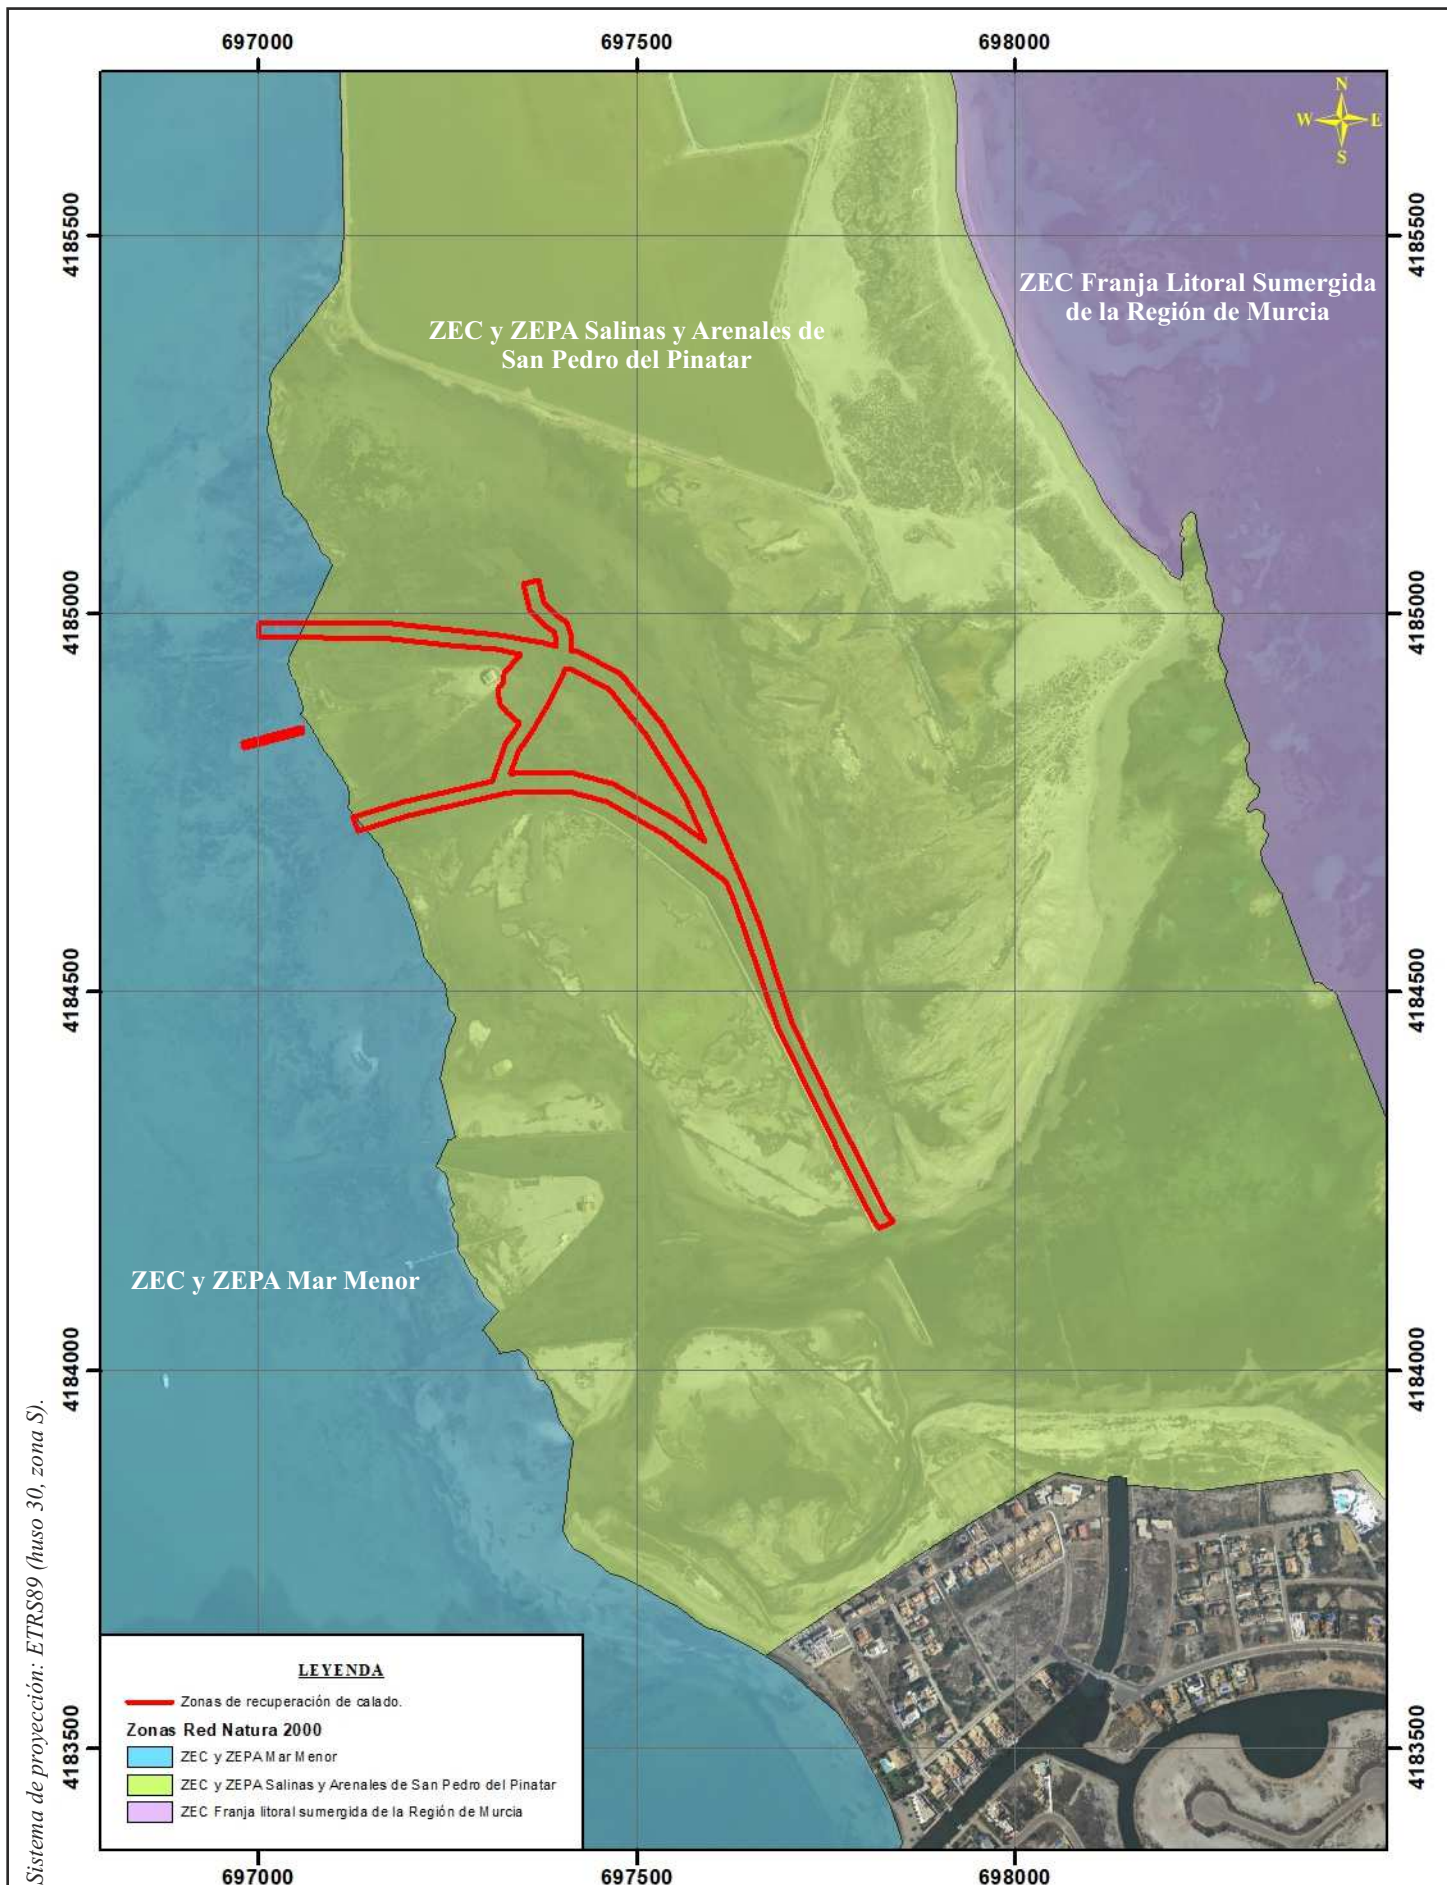 697000 697500 698000
N
W E
S
4185500 4185500
ZEC Franja Litoral Sumergida
de la Región de Murcia
ZEC y ZEPA Salinas y Arenales de
San Pedro del Pinatar
4185000 4185000
4184500 4184500
ZEC y ZEPA Mar Menor
4184000 4184000
Sistema de proyección: ETRS89 (huso 30, zona S).
LEYENDA
Zonas de recuperación de calado.
Zonas Red Natura 2000
ZEC y ZEPA Mar Menor
ZEC y ZEPA Salinas y Arenales de San Pedro del Pinatar
ZEC Franja litoral sumergida de la Región de Murcia
4183500 4183500
697000 697500 698000